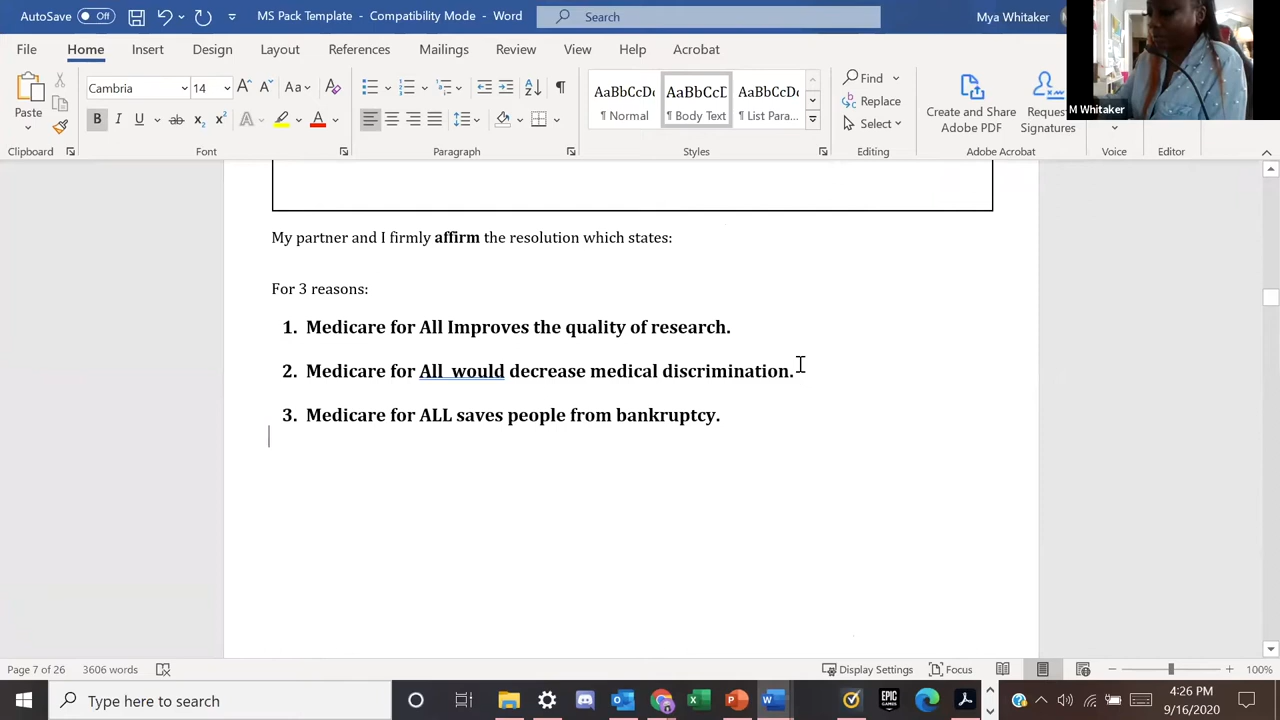 AutoSave Off MS Pack Template - Compatibility Mode - Word Search Mya Whitaker
File Home Insert Design Layout References Mailings Review View Help Acrobat
M Whitaker
Paste Cambria 14 Aa
AaBbCcDc AaBbCcD AaBbCcDc
¶ Normal ¶ Body Text ¶ List Para...
Find
Replace
Select
Create and Share
Adobe PDF
Request
Signatures
Clipboard Font Paragraph Styles Editing Adobe Acrobat Voice Editor
My partner and I firmly affirm the resolution which states:
For 3 reasons:
1. Medicare for All Improves the quality of research.
2. Medicare for All  would decrease medical discrimination.
3. Medicare for ALL saves people from bankruptcy.
Page 7 of 26 3606 words Display Settings Focus 100%
Type here to search
EPIC GAMES
4:26 PM
9/16/2020